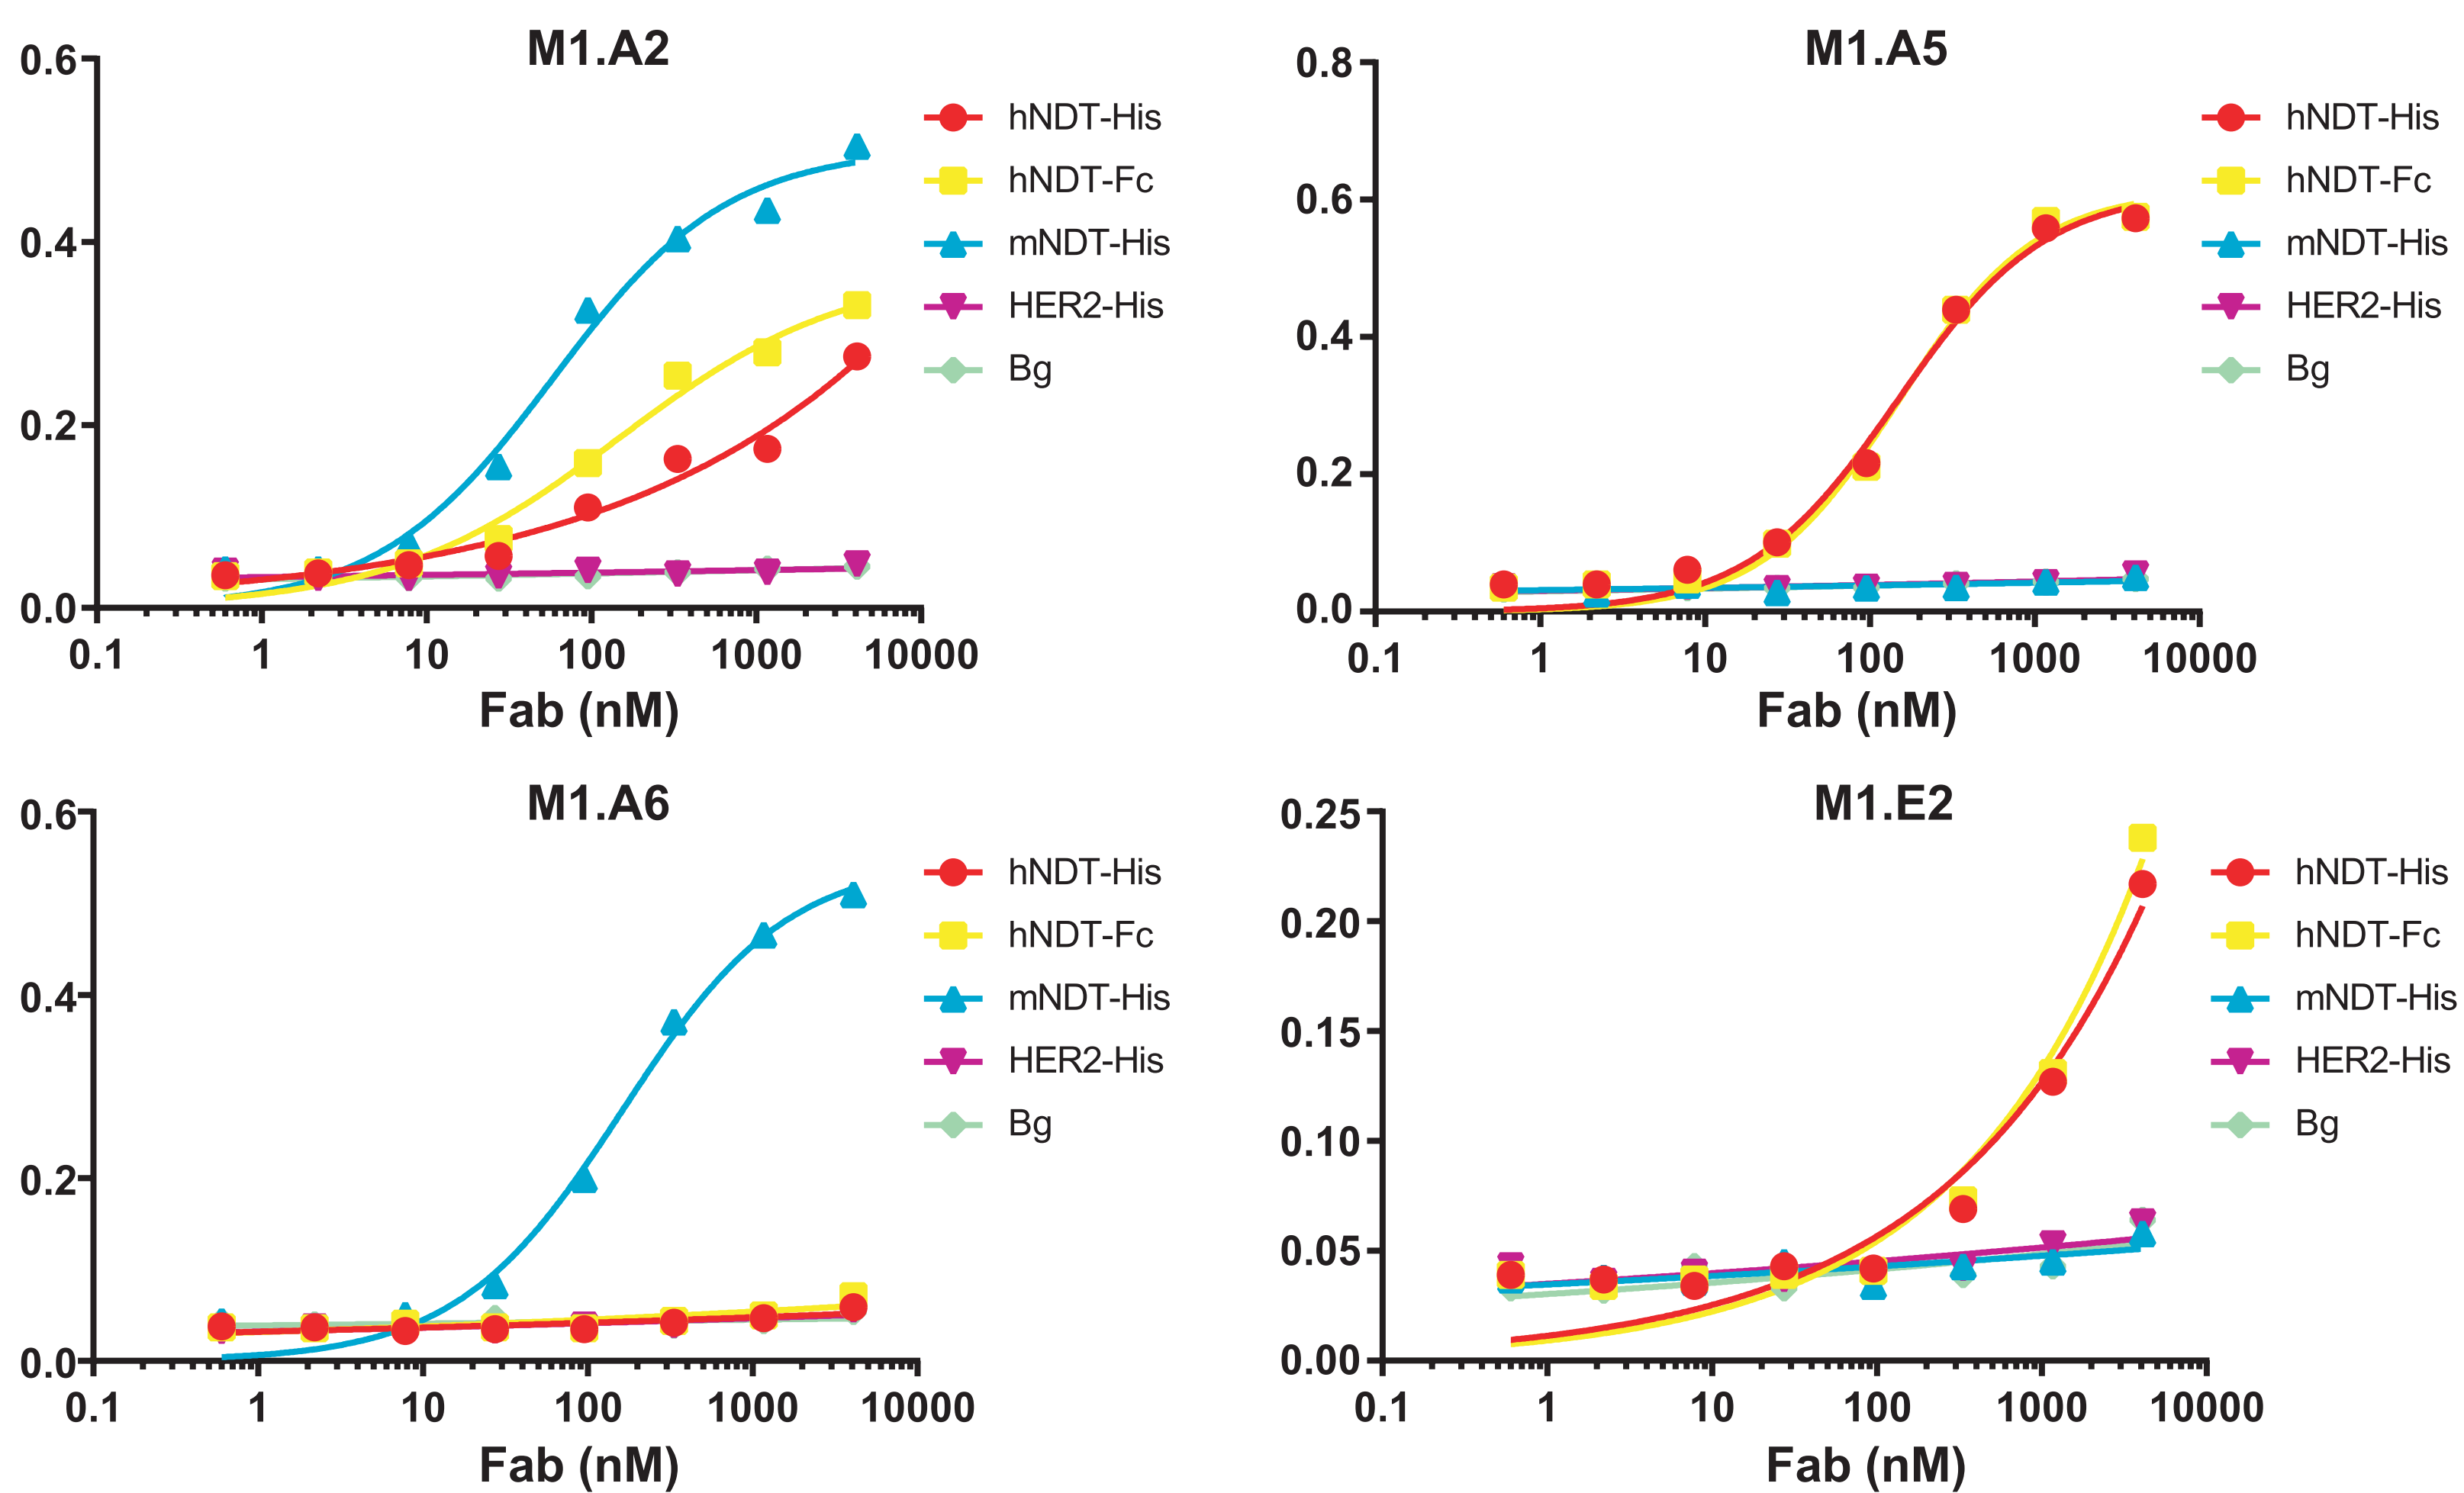 M1.A2
0.6
0.4
0.2
0.0
0.1 1 10 100 1000 10000
Fab (nM)
hNDT-His
hNDT-Fc
mNDT-His
HER2-His
Bg
M1.A5
0.8
0.6
0.4
0.2
0.0
0.1 1 10 100 1000 10000
Fab (nM)
hNDT-His
hNDT-Fc
mNDT-His
HER2-His
Bg
M1.A6
0.6
0.4
0.2
0.0
0.1 1 10 100 1000 10000
Fab (nM)
hNDT-His
hNDT-Fc
mNDT-His
HER2-His
Bg
M1.E2
0.25
0.20
0.15
0.10
0.05
0.00
0.1 1 10 100 1000 10000
Fab (nM)
hNDT-His
hNDT-Fc
mNDT-His
HER2-His
Bg